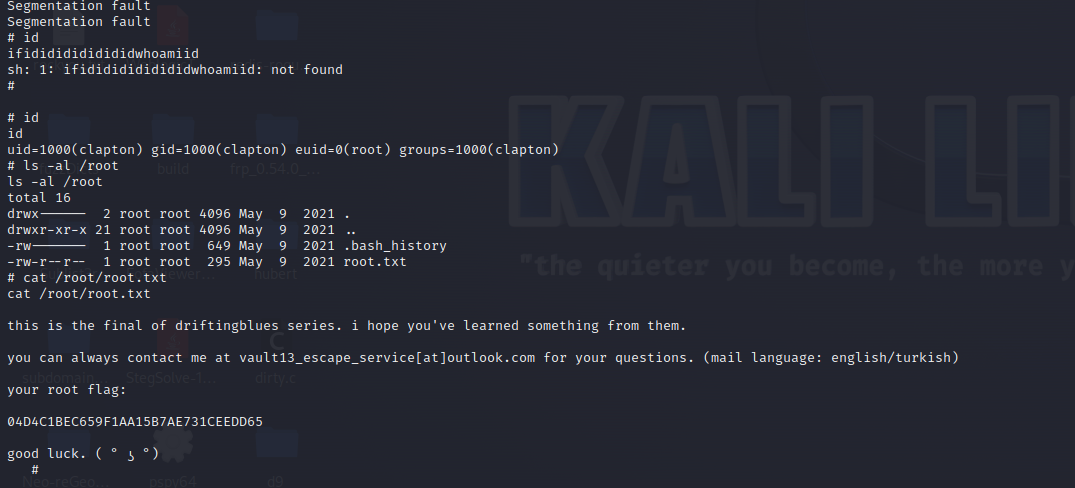 Segmentation fault
Segmentation fault
# id
ifidididididididwhoamiid
sh: 1: ifidididididididwhoamiid: not found
#
# id
id
uid=1000(clapton) gid=1000(clapton) euid=0(root) groups=1000(clapton)
# ls -al /root
ls -al /root
total 16
drwx------  2 root root 4096 May  9  2021 .
drwxr-xr-x 21 root root 4096 May  9  2021 ..
-rw-------  1 root root  649 May  9  2021 .bash_history
-rw-r--r--  1 root root  295 May  9  2021 root.txt
# cat /root/root.txt
cat /root/root.txt
this is the final of driftingblues series. i hope you've learned something from them.
you can always contact me at vault13_escape_service[at]outlook.com for your questions. (mail language: english/turkish)
your root flag:
04D4C1BEC659F1AA15B7AE731CEEDD65
good luck. ( ° ʖ °)
#
KALI LI
"the quieter you become, the more y
build
frp_0.54.0_...
hubert
subdomain
StegSolve-1...
dirty.c
Neo-reGeo...
pspy64